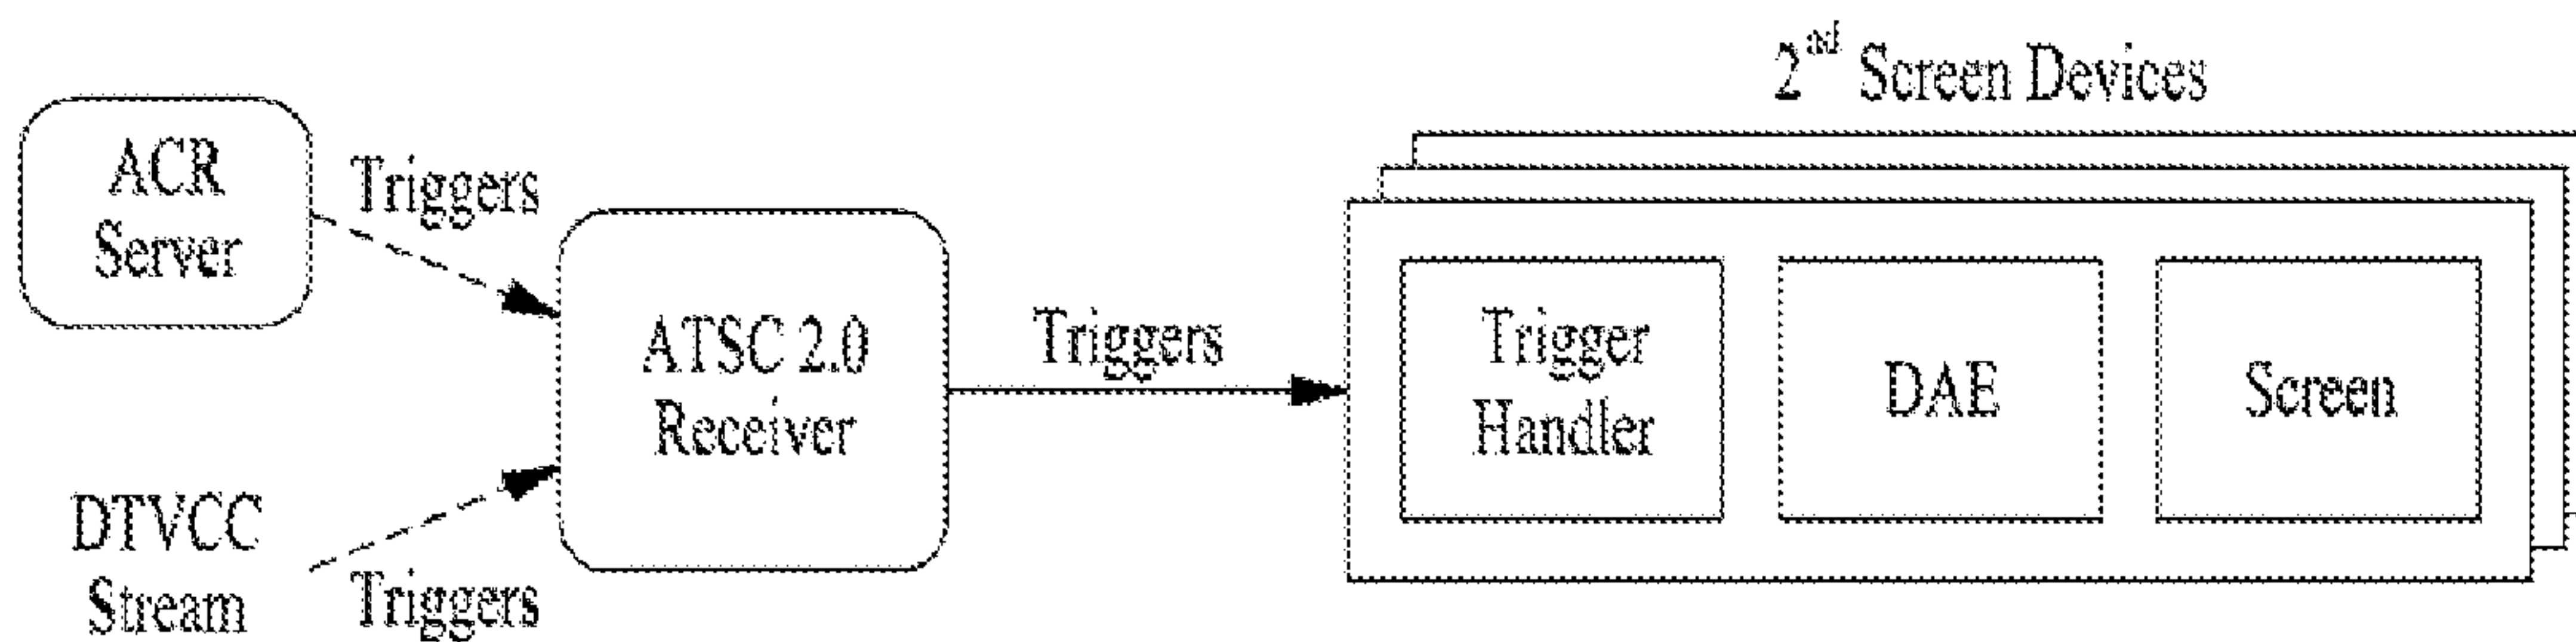 2nd Screen Devices
ACR
Server
Triggers
ATSC 2.0
Receiver
Triggers
Trigger
Handler
DAE
Screen
DTVCC
Stream
Triggers